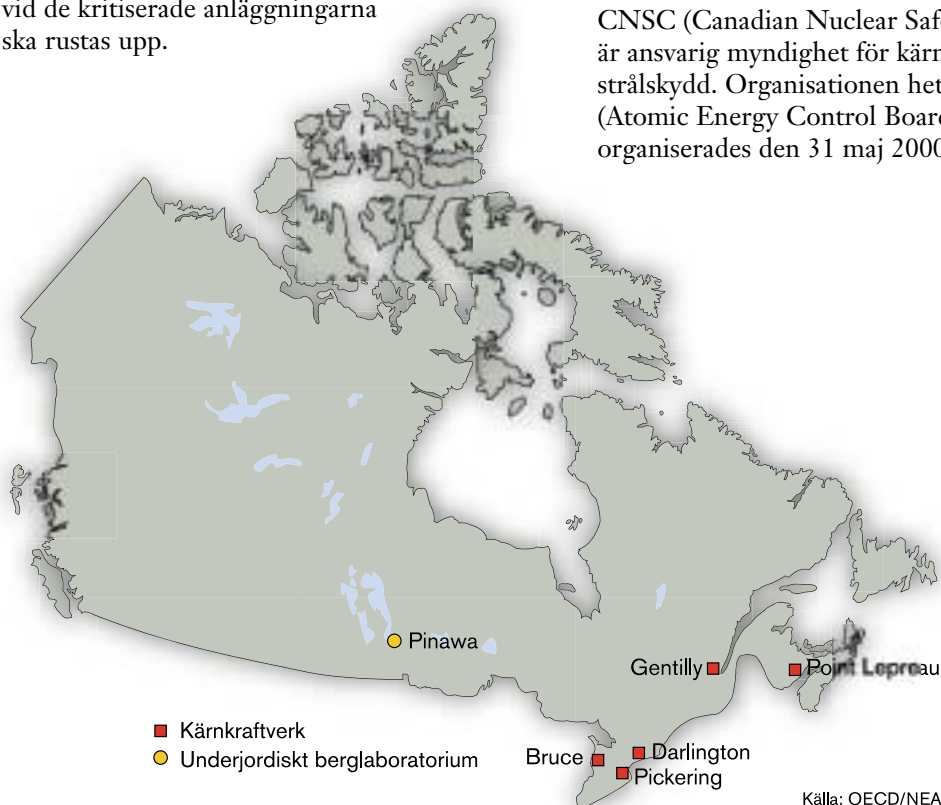 vid de kritiserade anläggningarna
ska rustas upp.
CNSC (Canadian Nuclear Safe
är ansvarig myndighet för kärn
strålskydd. Organisationen het
(Atomic Energy Control Board
organiserades den 31 maj 2000
Pinawa
Gentilly
Point Lepreau
Kärnkraftverk
Underjordiskt berglaboratorium
Bruce
Darlington
Pickering
Källa: OECD/NEA